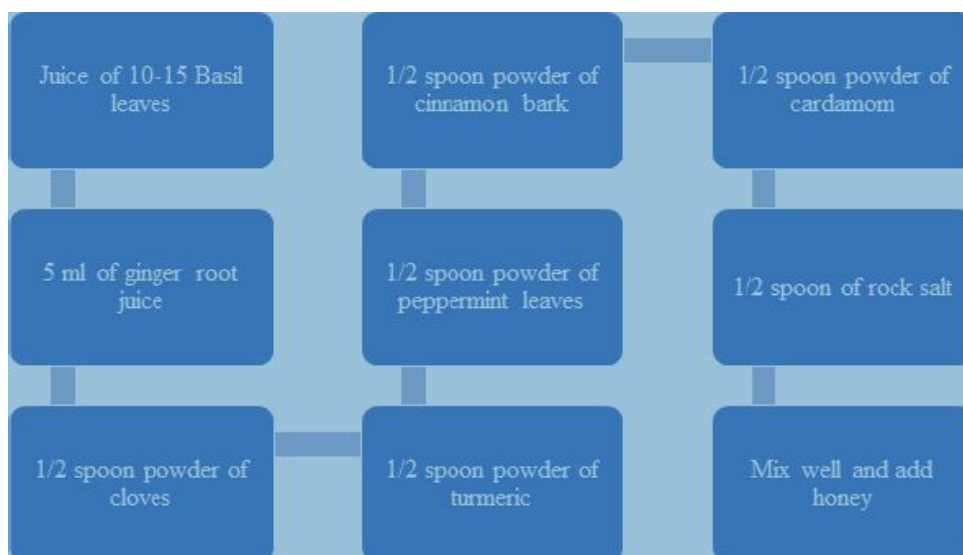 Juice of 10-15 Basil
leaves
5 ml of ginger root
juice
1/2 spoon powder of
cloves
1/2 spoon powder of
turmeric
1/2 spoon powder of
peppermint leaves
1/2 spoon powder of
cinnamon bark
1/2 spoon powder of
cardamom
1/2 spoon of rock salt
Mix well and add
honey